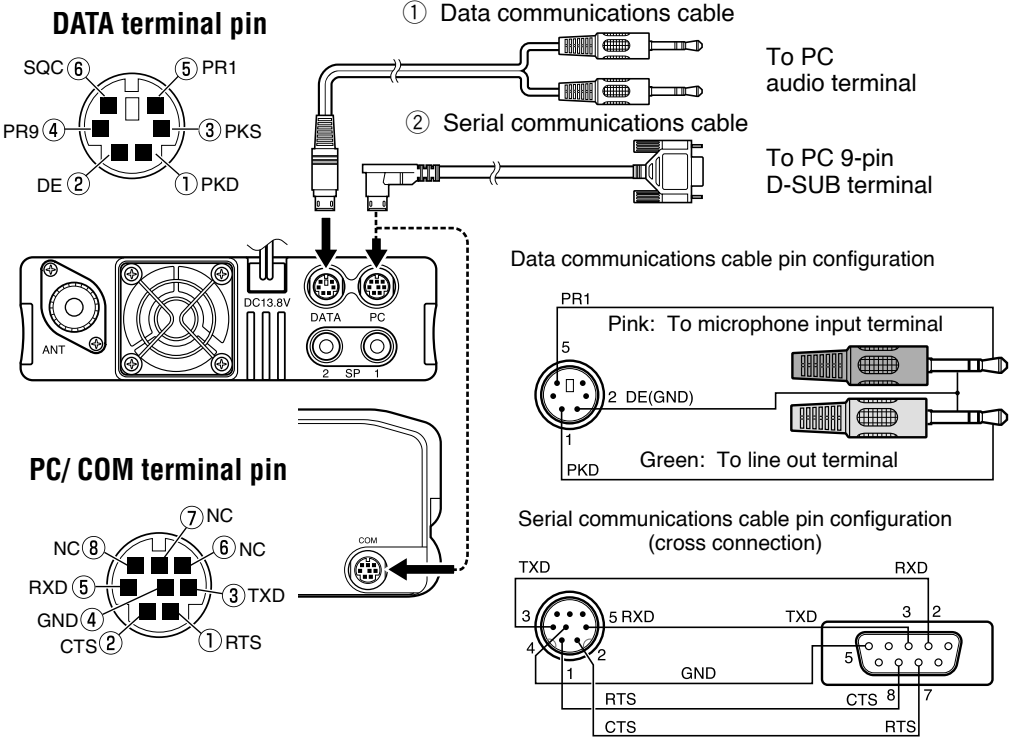 DATA terminal pin
SQC ⑥
⑤ PR1
PR9 ④
③ PKS
DE ②
① PKD
① Data communications cable
To PC
audio terminal
② Serial communications cable
To PC 9-pin
D-SUB terminal
ANT
DC13.8V
DATA
PC
2 SP 1
COM
PC/ COM terminal pin
⑦ NC
NC ⑧
⑥ NC
RXD ⑤
③ TXD
GND ④
CTS ②
① RTS
Data communications cable pin configuration
PR1
Pink: To microphone input terminal
5
2 DE(GND)
1
PKD
Green: To line out terminal
Serial communications cable pin configuration
(cross connection)
TXD
RXD
3
5 RXD
TXD
3
2
4
2
5
1
GND
RTS
CTS
8
7
CTS
RTS